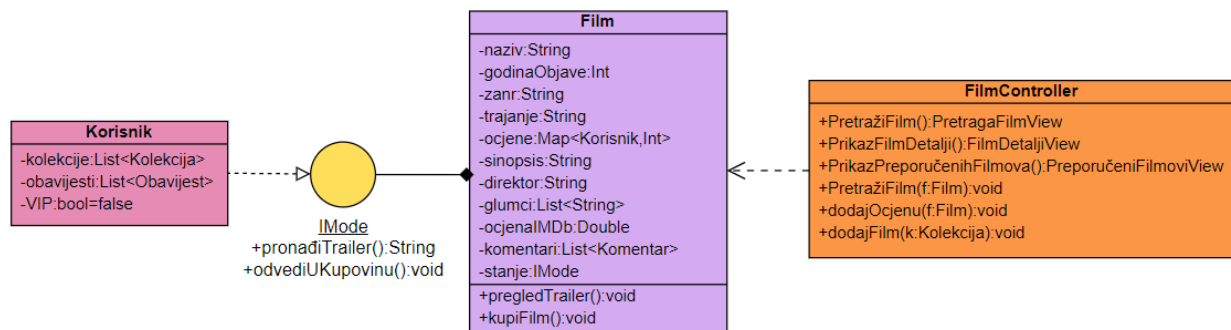 Korisnik
-kolekcije:List<Kolekcija>
-obavijesti:List<Obavijest>
-VIP:bool=false
IMode
+pronađiTrailer():String
+odvediUKupovinu():void
Film
-naziv:String
-godinaObjave:Int
-zanr:String
-trajanje:String
-ocjene:Map<Korisnik,Int>
-sinopsis:String
-direktor:String
-glumci:List<String>
-ocjenaIMDb:Double
-komentari:List<Komentar>
-stanje:IMode
+pregledTrailer():void
+kupiFilm():void
FilmController
+PretražiFilm():PretragaFilmView
+PrikazFilmDetalji():FilmDetaljiView
+PrikazPreporučenihFilmova():PreporučeniFilmoviView
+PretražiFilm(f:Film):void
+dodajOcjenu(f:Film):void
+dodajFilm(k:Kolekcija):void